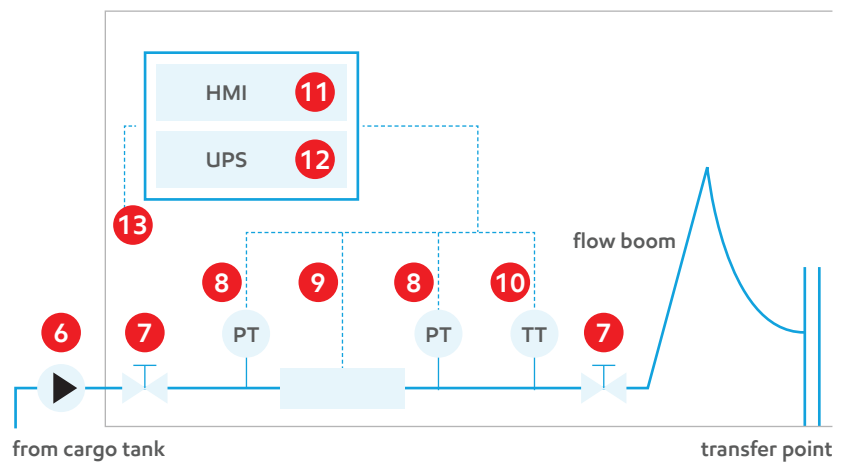 HMI 11
UPS 12
13
flow boom
8 9 8 10
6 7 PT PT TT 7
from cargo tank transfer point